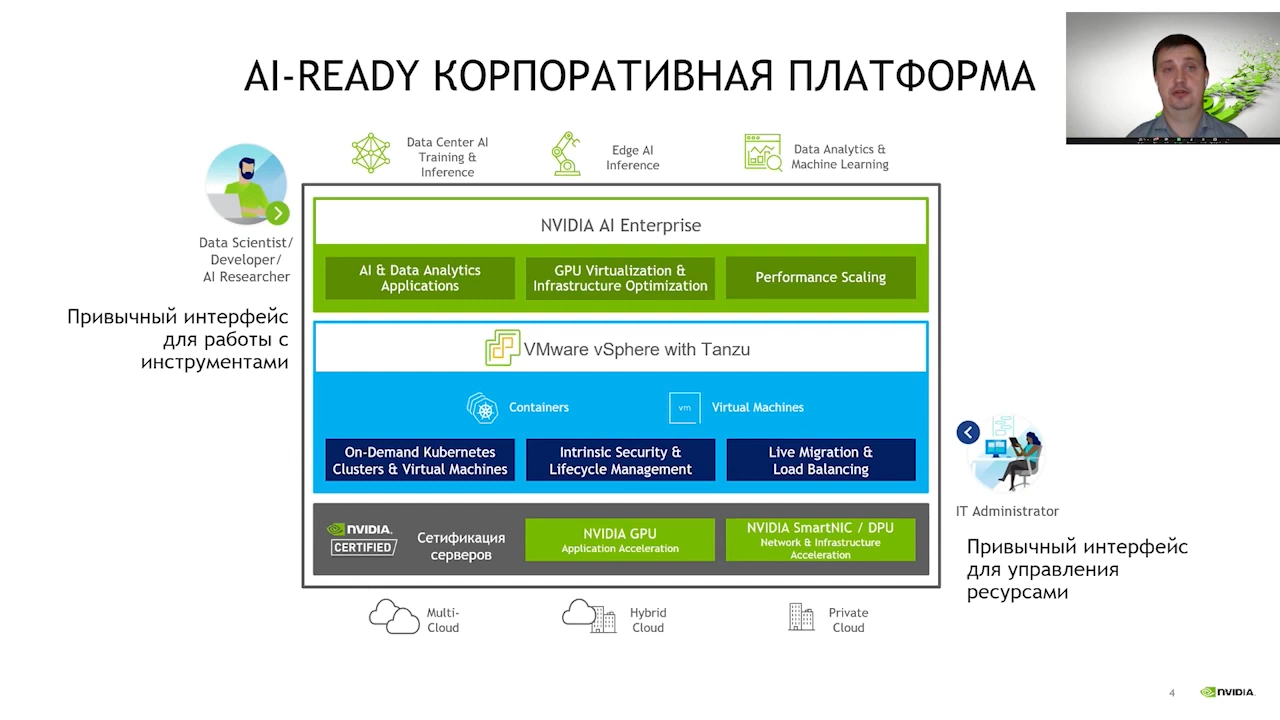 AI-READY КОРПОРАТИВНАЯ ПЛАТФОРМА
Data Center AI
Training &
Inference
Edge AI
Inference
Data Analytics &
Machine Learning
Data Scientist/
Developer/
AI Researcher
Привычный интерфейс
для работы с
инструментами
NVIDIA AI Enterprise
AI & Data Analytics
Applications
GPU Virtualization &
Infrastructure Optimization
Performance Scaling
VMware vSphere with Tanzu
Containers
vm
Virtual Machines
On-Demand Kubernetes
Clusters & Virtual Machines
Intrinsic Security &
Lifecycle Management
Live Migration &
Load Balancing
IT Administrator
Привычный интерфейс
для управления
ресурсами
NVIDIA.
CERTIFIED
Сетификация
серверов
NVIDIA GPU
Application Acceleration
NVIDIA SmartNIC / DPU
Network & Infrastructure
Acceleration
Multi-
Cloud
Hybrid
Cloud
Private
Cloud
4
NVIDIA.